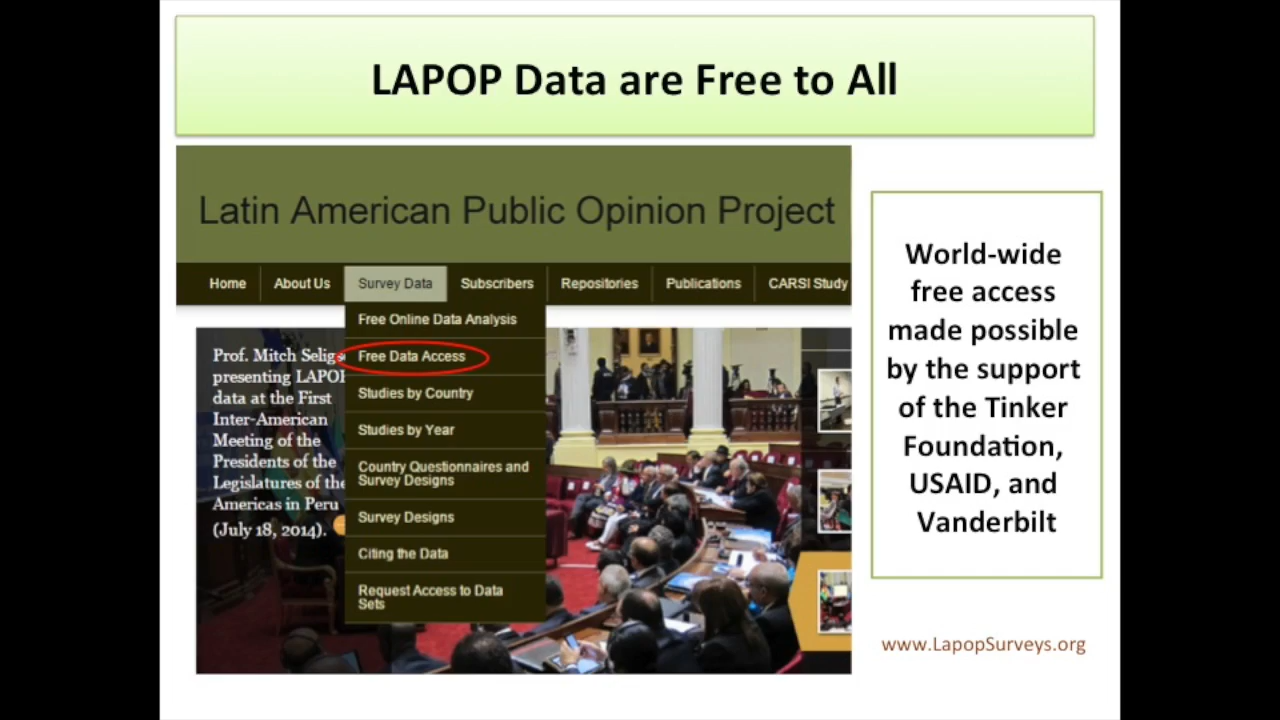 LAPOP Data are Free to All
Latin American Public Opinion Project
Home
About Us
Survey Data
Subscribers
Repositories
Publications
CARSI Study
Free Online Data Analysis
Free Data Access
Studies by Country
Studies by Year
Country Questionnaires and
Survey Designs
Survey Designs
Citing the Data
Request Access to Data
Sets
Prof. Mitch Selig
presenting LAPO
data at the First
Inter-American
Meeting of the
Presidents of the
Legislatures of the
Americas in Peru
(July 18, 2014).
World-wide
free access
made possible
by the support
of the Tinker
Foundation,
USAID, and
Vanderbilt
www.LapopSurveys.org